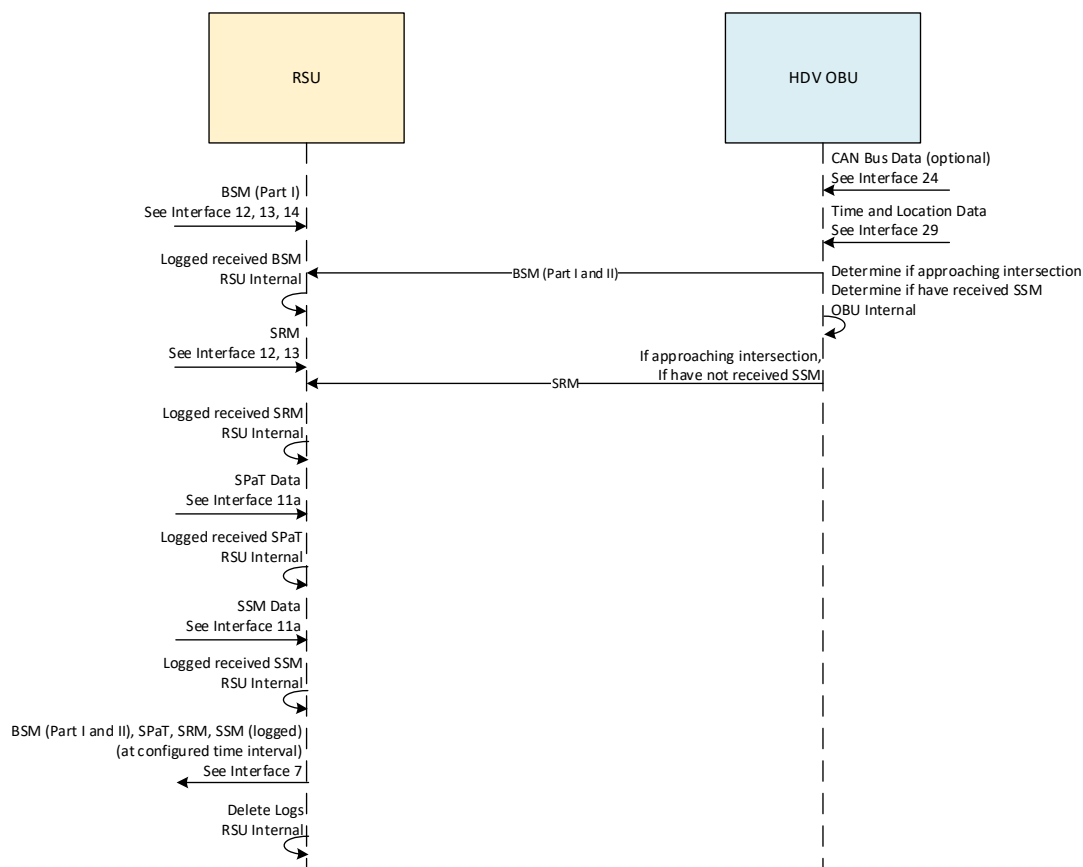 RSU
HDV OBU
CAN Bus Data (optional)
See Interface 24
BSM (Part I)
See Interface 12, 13, 14
Time and Location Data
See Interface 29
Logged received BSM
RSU Internal
BSM (Part I and II)
Determine if approaching intersection
Determine if have received SSM
OBU Internal
SRM
See Interface 12, 13
If approaching intersection,
If have not received SSM
SRM
Logged received SRM
RSU Internal
SPaT Data
See Interface 11a
Logged received SPaT
RSU Internal
SSM Data
See Interface 11a
Logged received SSM
RSU Internal
BSM (Part I and II), SPaT, SRM, SSM (logged)
(at configured time interval)
See Interface 7
Delete Logs
RSU Internal